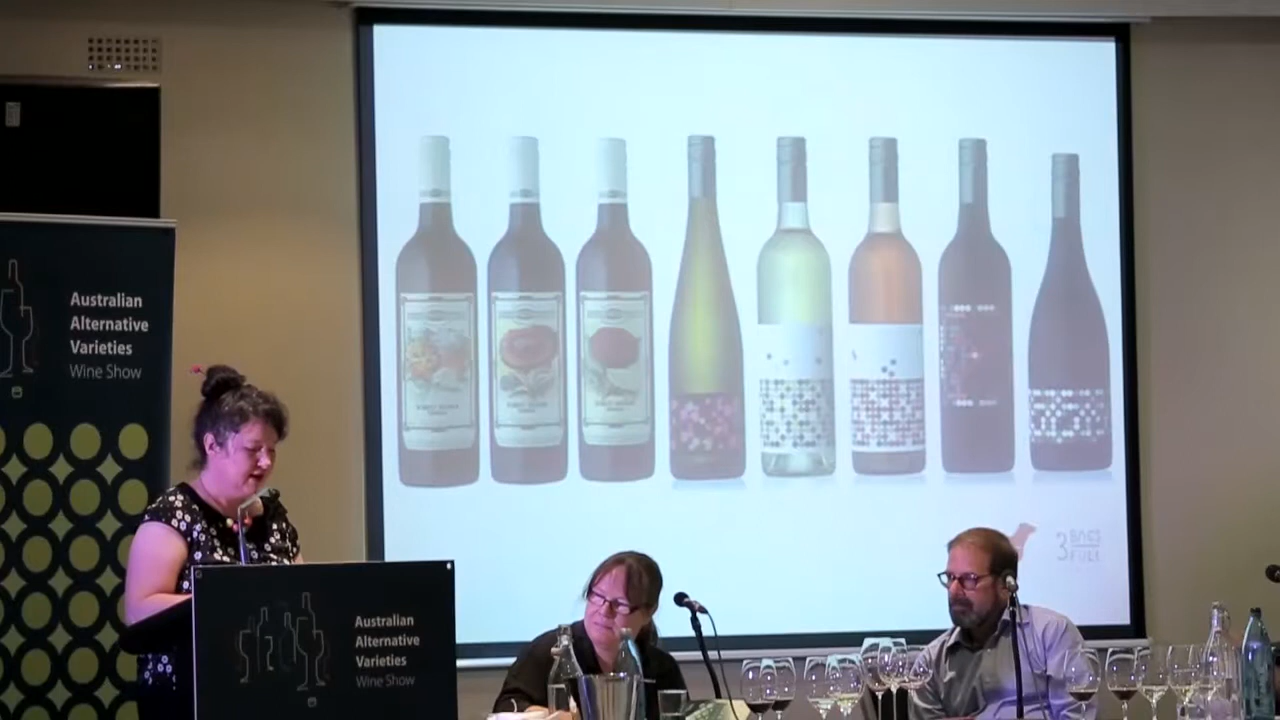 Australian
Alternative
Varieties
Wine Show
3 BAGS
FULL
Australian
Alternative
Varieties
Wine Show